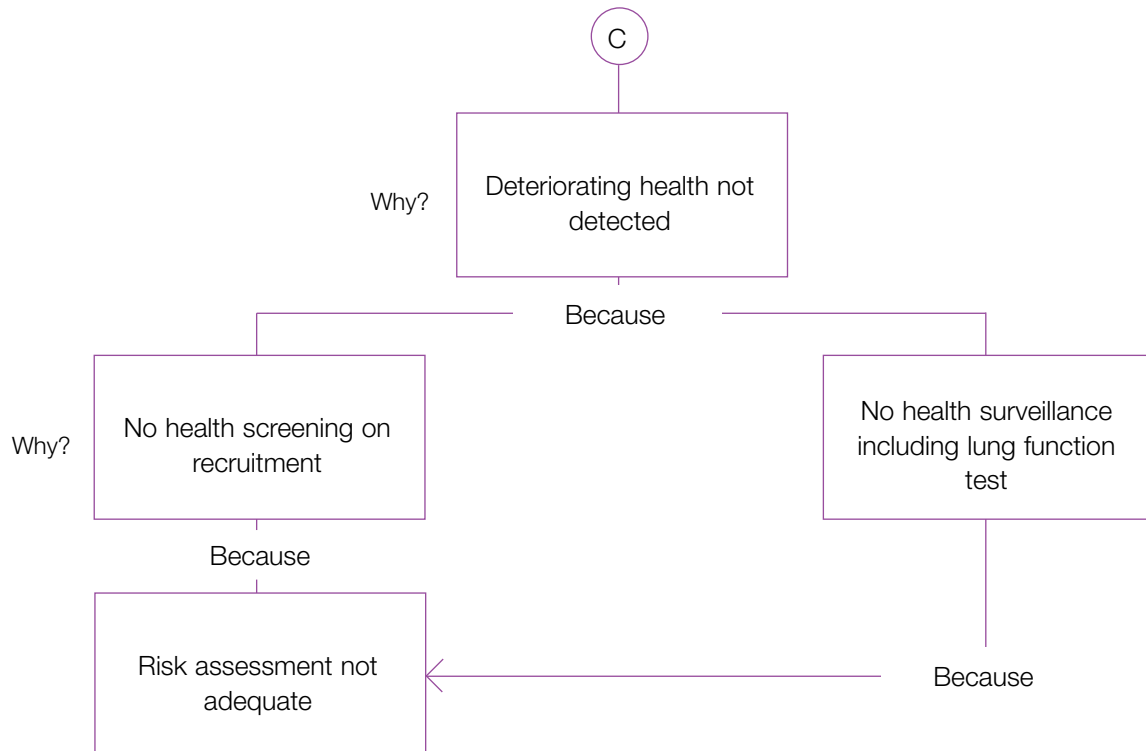 C
Why?
Deteriorating health not
detected
Because
Why?
No health screening on
recruitment
No health surveillance
including lung function
test
Because
Risk assessment not
adequate
Because